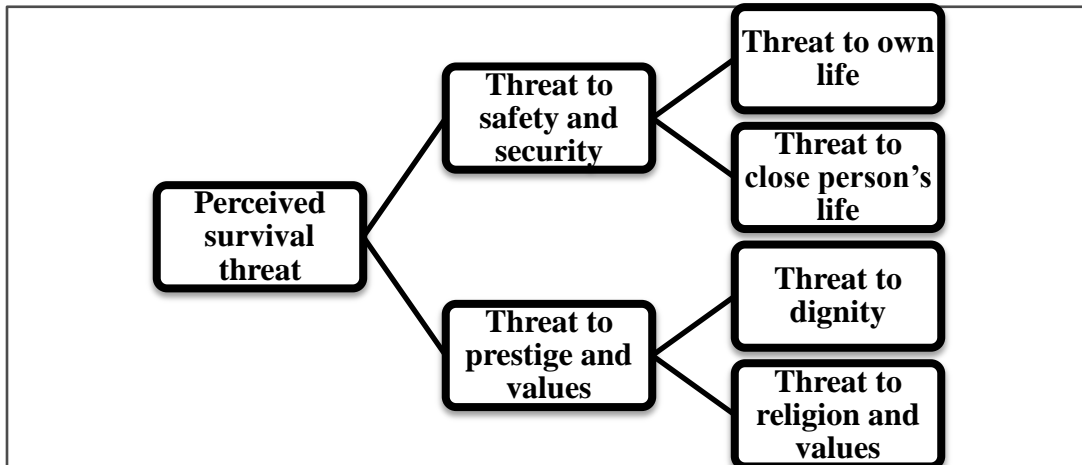 Perceived
survival
threat
Threat to
safety and
security
Threat to own
life
Threat to
close person’s
life
Threat to
prestige and
values
Threat to
dignity
Threat to
religion and
values